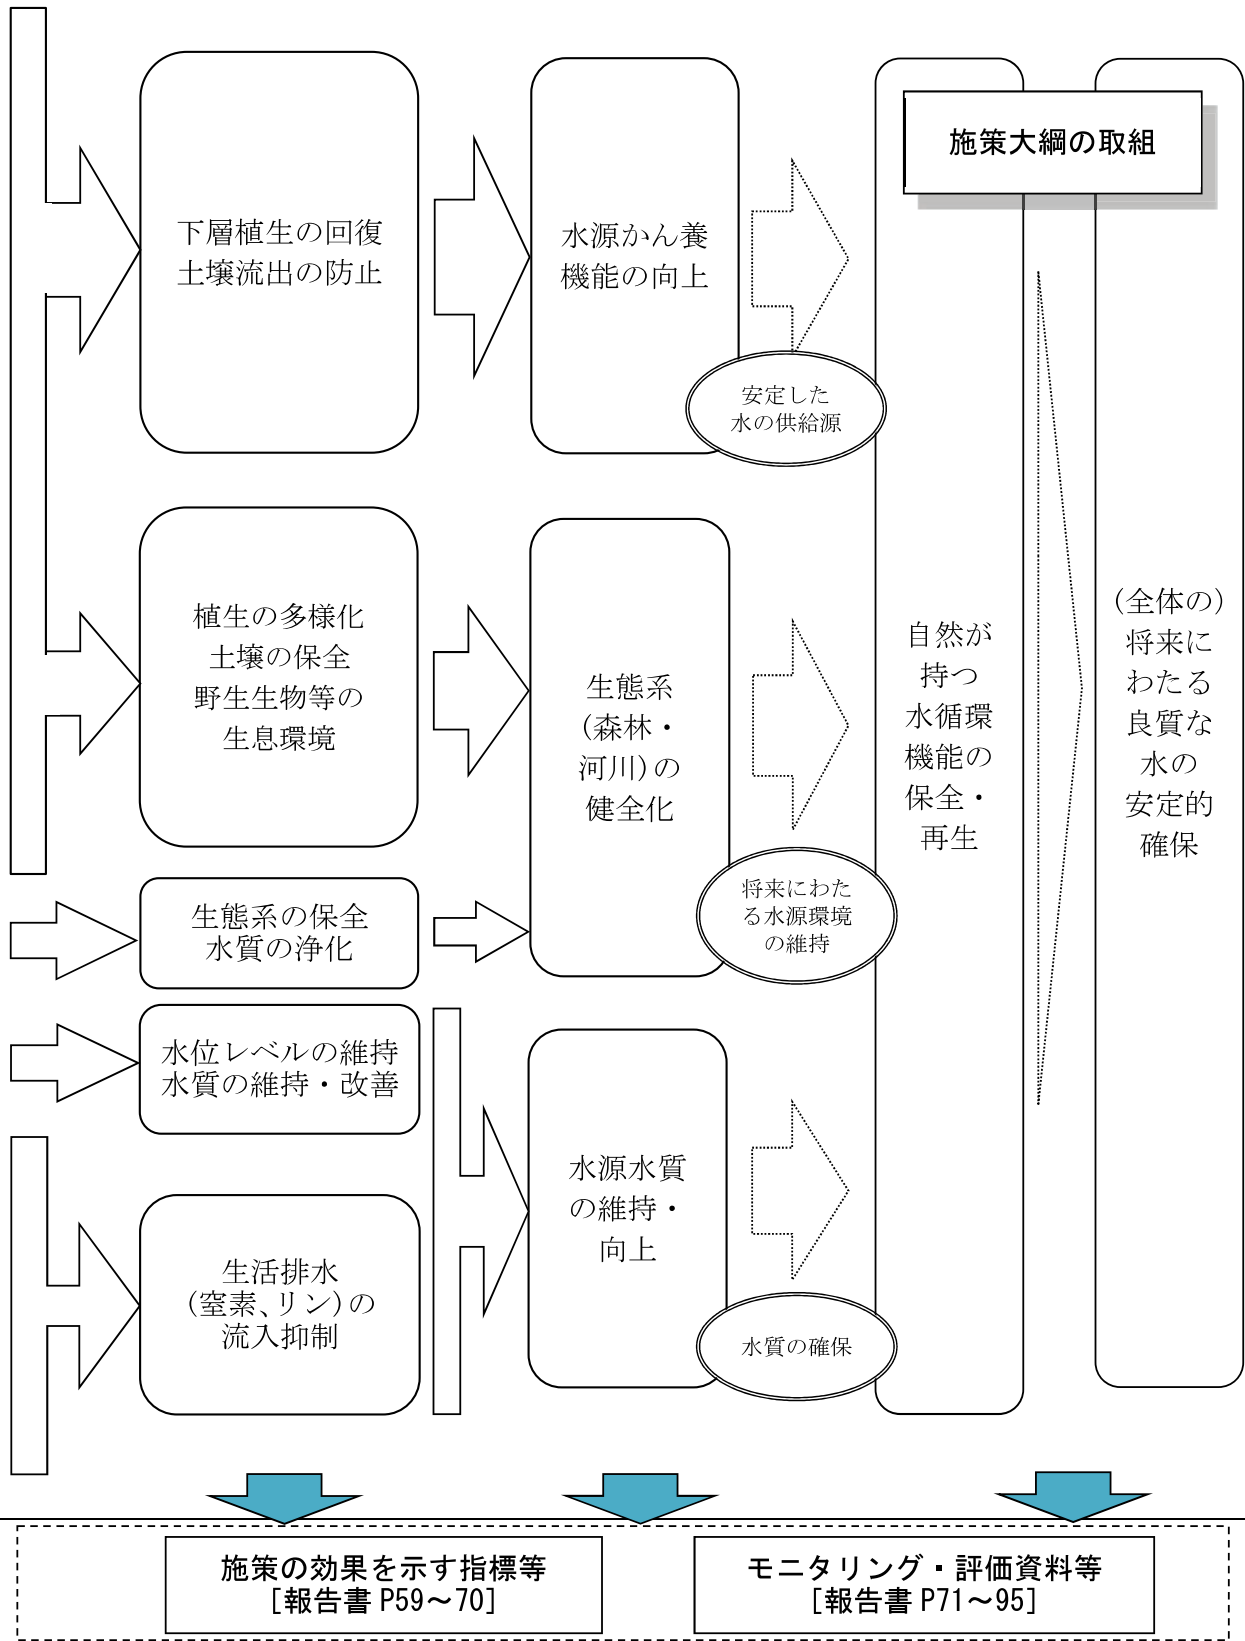 施策大綱の取組
下層植生の回復
土壌流出の防止
水源かん養
機能の向上
安定した
水の供給源
植生の多様化
土壌の保全
野生生物等の
生息環境
生態系
(森林・
河川)の
健全化
将来にわた
る水源環境
の維持
生態系の保全
水質の浄化
水位レベルの維持
水質の維持・改善
生活排水
(窒素、リン)の
流入抑制
水源水質
の維持・
向上
水質の確保
自然が
持つ
水循環
機能の
保全・
再生
(全体の)
将来に
わたる
良質な
水の
安定的
確保
施策の効果を示す指標等
[報告書 P59～70]
モニタリング・評価資料等
[報告書 P71～95]